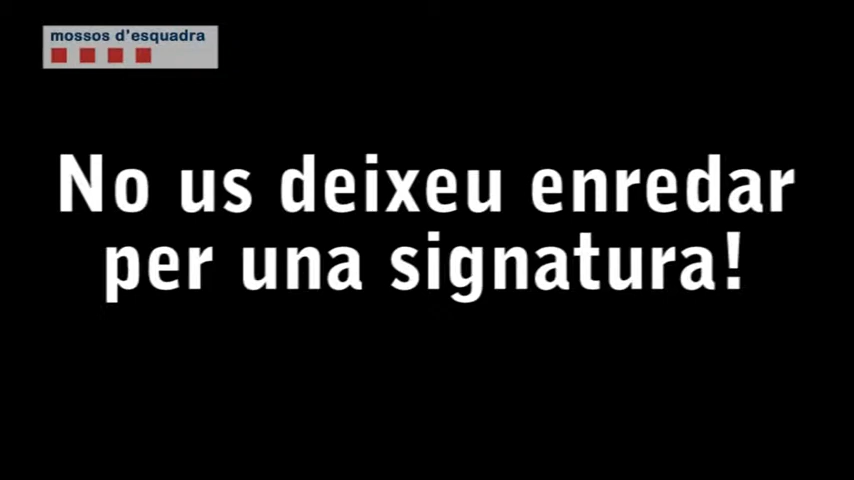 mossos d'esquadra
No us deixeu enredar
per una signatura!